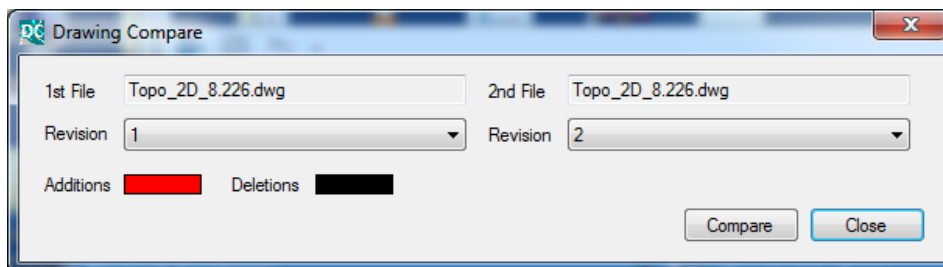 DC Drawing Compare
1st File Topo_2D_8.226.dwg 2nd File Topo_2D_8.226.dwg
Revision 1 Revision 2
Additions Deletions
Compare Close